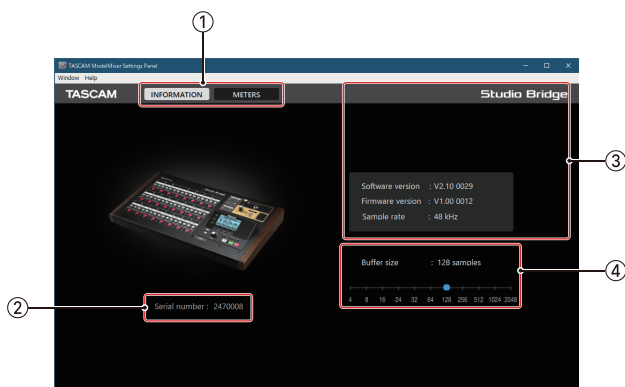 ①
TASCAM ModelMixer Settings Panel
Window Help
TASCAM INFORMATION METERS Studio Bridge
③
Software version : V2.10 0029
Firmware version : V1.00 0012
Sample rate : 48 kHz
Buffer size : 128 samples
④
4 8 16 24 32 64 128 256 512 1024 2048
② Serial number : 2470008